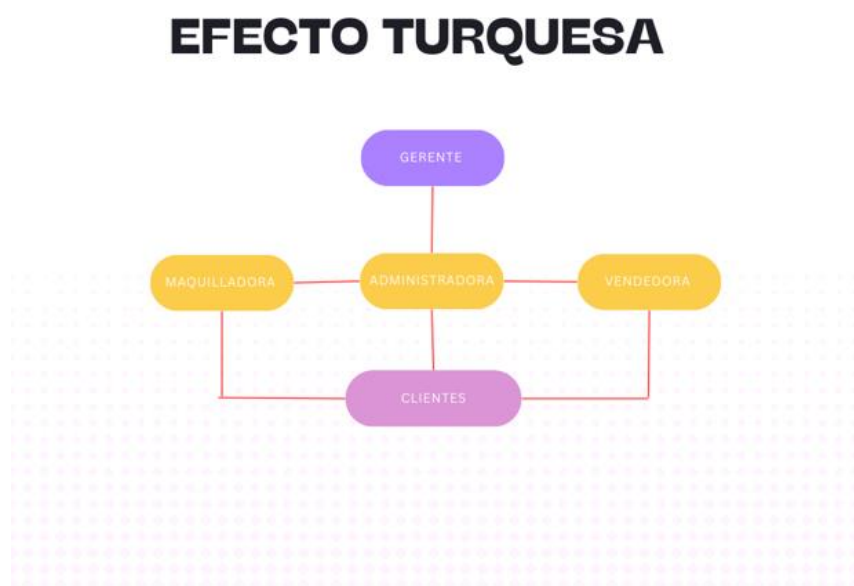 EFECTO TURQUESA
GERENTE
MAQUILLADORA
ADMINISTRADORA
VENDEDORA
CLIENTES